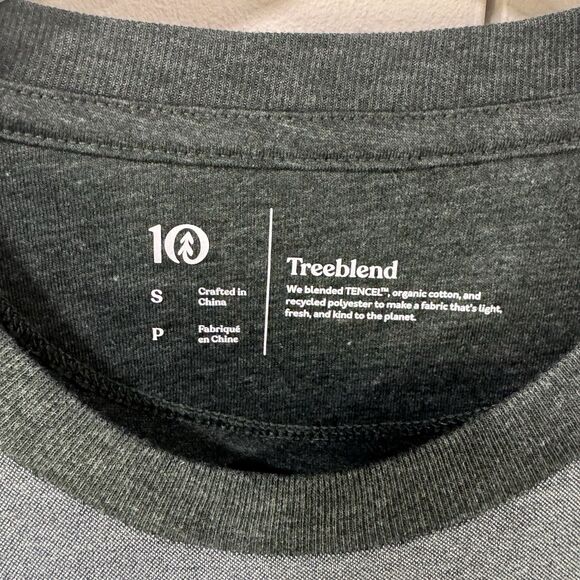 10
S Crafted in
China
P Fabriqué
en Chine
Treeblend
We blended TENCEL™, organic cotton, and
recycled polyester to make a fabric that's light,
fresh, and kind to the planet.